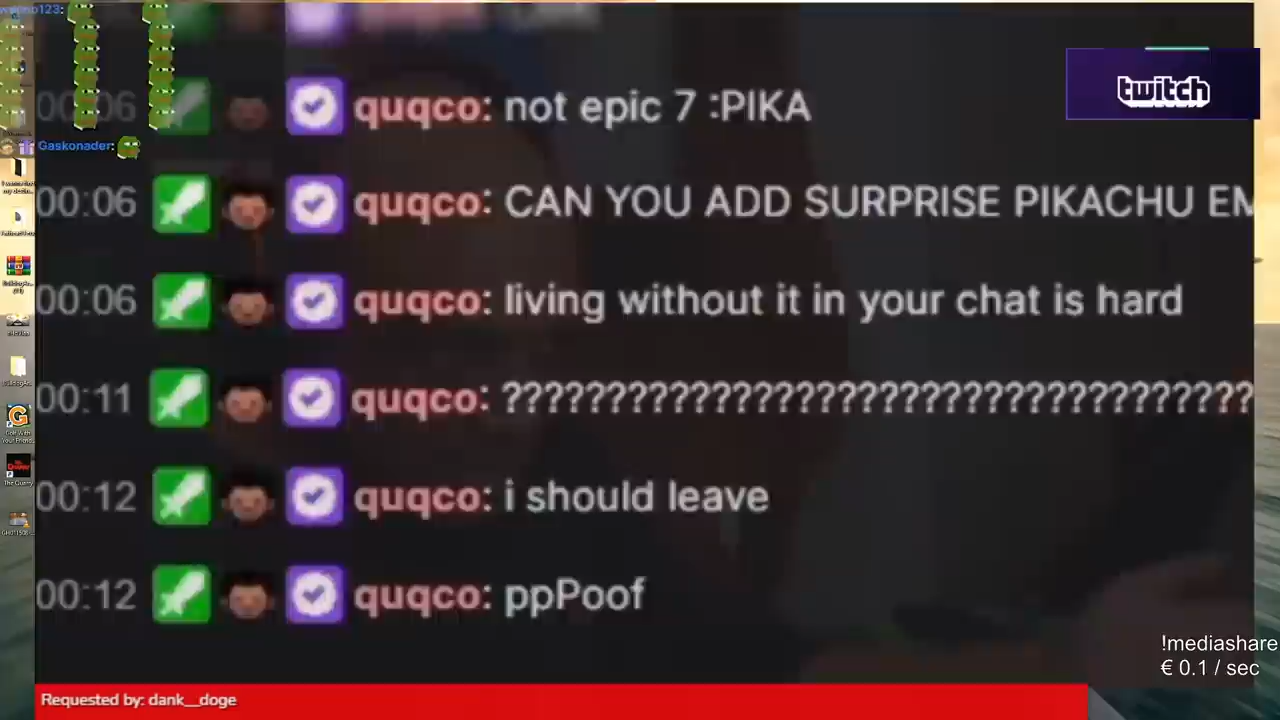 Gaskonader:
00:06 quqco: not epic 7 :PIKA
00:06 quqco: CAN YOU ADD SURPRISE PIKACHU EM
00:06 quqco: living without it in your chat is hard
00:11 quqco: ???????????????????????????????????
00:12 quqco: i should leave
00:12 quqco: ppPoof
twitch
!mediashare
€ 0.1 / sec
Requested by: dank__doge